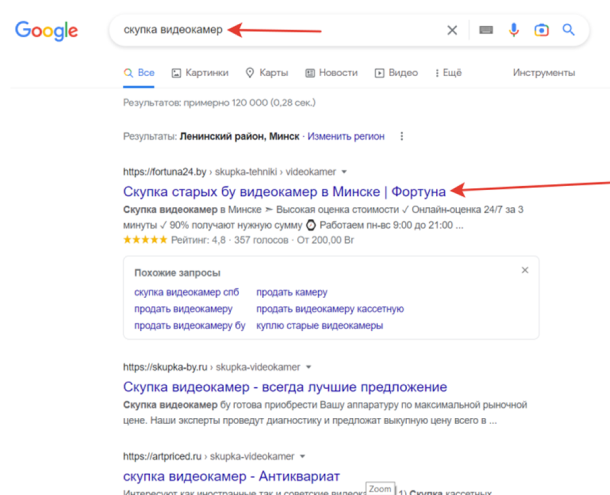 Google
скупка видеокамер
Все Картинки Карты Новости Видео Ещё Инструменты
Результатов: примерно 120 000 (0,28 сек.)
Результаты: Ленинский район, Минск · Изменить регион
https://fortuna24.by › skupka-tehniki › videokamer
Скупка старых бу видеокамер в Минске | Фортуна
Скупка видеокамер в Минске ➣ Высокая оценка стоимости ✓ Онлайн-оценка 24/7 за 3
минуты ✓ 90% получают нужную сумму ⌚ Работаем пн-вс 9:00 до 21:00 ...
★★★★★ Рейтинг: 4,8 · 357 голосов · От 200,00 Br
Похожие запросы
скупка видеокамер спб продать камеру
продать видеокамеру продать видеокамеру кассетную
продать видеокамеру бу куплю старые видеокамеры
https://skupka-by.ru › skupka-videokamer
Скупка видеокамер - всегда лучшие предложение
Скупка видеокамер бу готова приобрести Вашу аппаратуру по максимальной рыночной
цене. Наши эксперты проведут диагностику и предложат выкупную цену всего в ...
https://artpriced.ru › skupka-videokamer
скупка видеокамер - Антиквариат
Интересуют как иностранные так и советские Zoom 1) Скупка кассетных